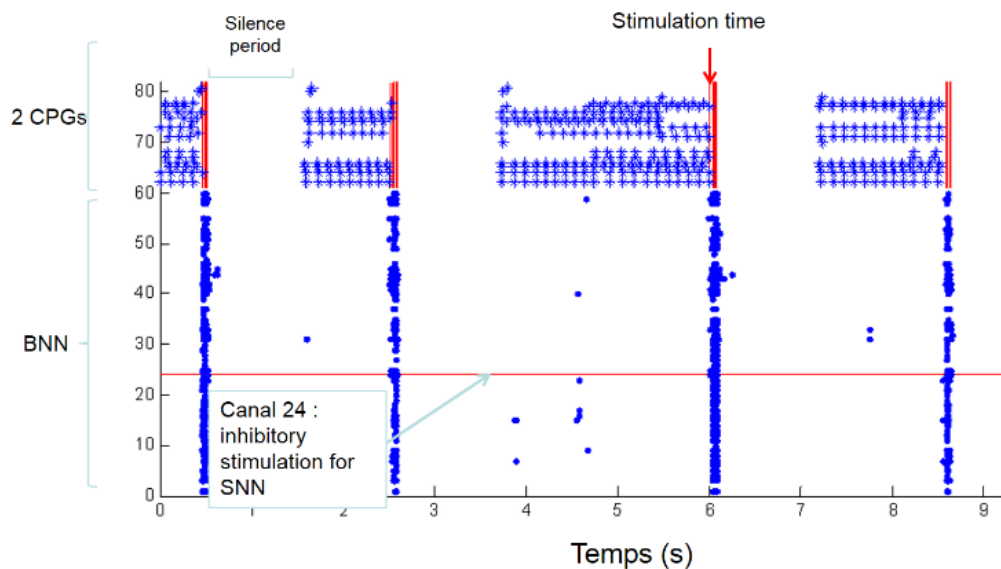 Silence
period
Stimulation time
2 CPGs
BNN
80
70
60
50
40
30
20
10
0
Canal 24 :
inhibitory
stimulation for
SNN
0 1 2 3 4 5 6 7 8 9
Temps (s)